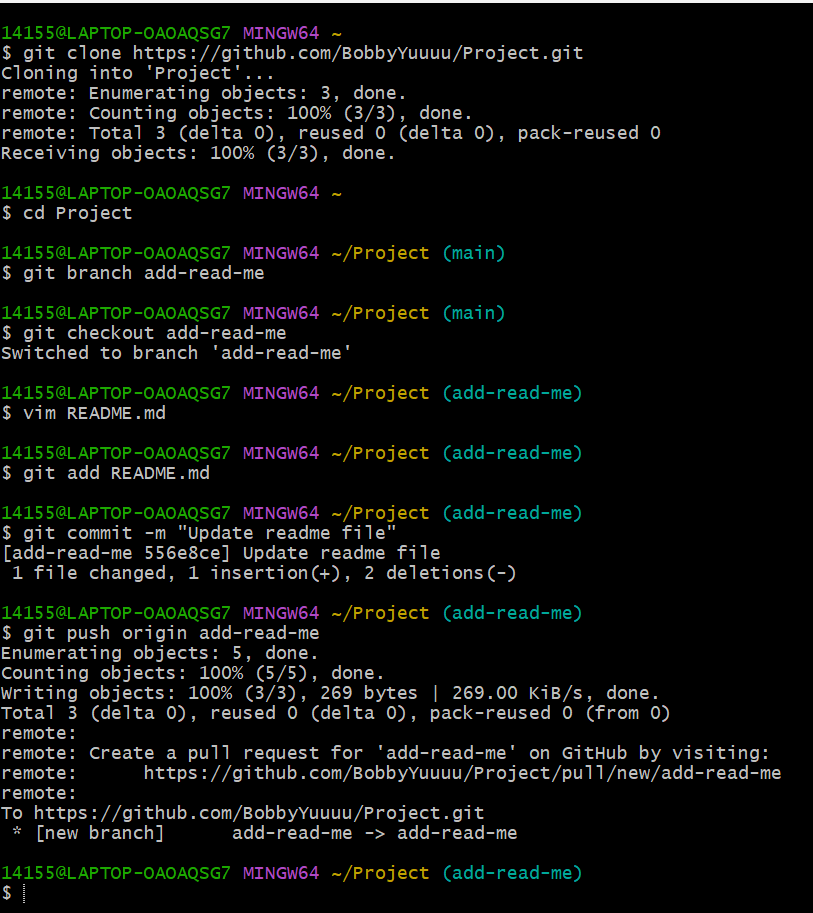 14155@LAPTOP-OAOAQSG7 MINGW64 ~
$ git clone https://github.com/BobbyYuuuu/Project.git
Cloning into 'Project'...
remote: Enumerating objects: 3, done.
remote: Counting objects: 100% (3/3), done.
remote: Total 3 (delta 0), reused 0 (delta 0), pack-reused 0
Receiving objects: 100% (3/3), done.

14155@LAPTOP-OAOAQSG7 MINGW64 ~
$ cd Project

14155@LAPTOP-OAOAQSG7 MINGW64 ~/Project (main)
$ git branch add-read-me

14155@LAPTOP-OAOAQSG7 MINGW64 ~/Project (main)
$ git checkout add-read-me
Switched to branch 'add-read-me'

14155@LAPTOP-OAOAQSG7 MINGW64 ~/Project (add-read-me)
$ vim README.md

14155@LAPTOP-OAOAQSG7 MINGW64 ~/Project (add-read-me)
$ git add README.md

14155@LAPTOP-OAOAQSG7 MINGW64 ~/Project (add-read-me)
$ git commit -m "Update readme file"
[add-read-me 556e8ce] Update readme file
 1 file changed, 1 insertion(+), 2 deletions(-)

14155@LAPTOP-OAOAQSG7 MINGW64 ~/Project (add-read-me)
$ git push origin add-read-me
Enumerating objects: 5, done.
Counting objects: 100% (5/5), done.
Writing objects: 100% (3/3), 269 bytes | 269.00 KiB/s, done.
Total 3 (delta 0), reused 0 (delta 0), pack-reused 0 (from 0)
remote:
remote: Create a pull request for 'add-read-me' on GitHub by visiting:
remote:      https://github.com/BobbyYuuuu/Project/pull/new/add-read-me
remote:
To https://github.com/BobbyYuuuu/Project.git
 * [new branch]      add-read-me -> add-read-me

14155@LAPTOP-OAOAQSG7 MINGW64 ~/Project (add-read-me)
$